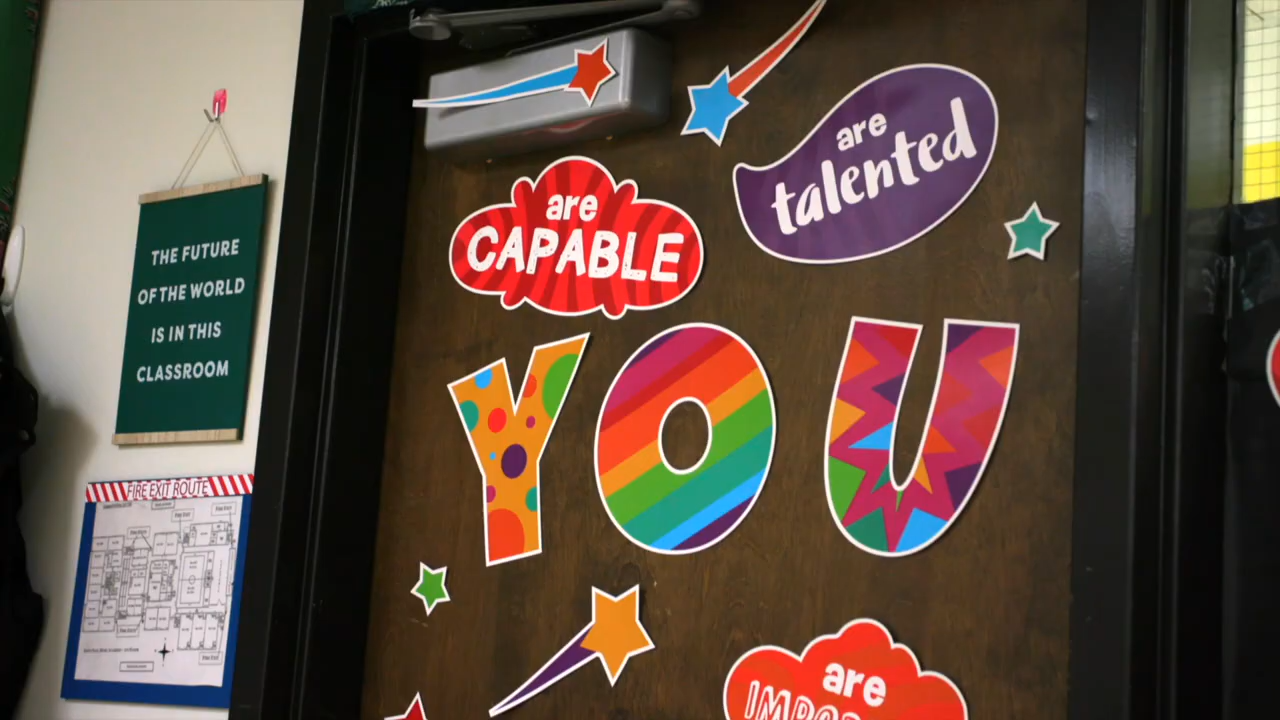 THE FUTURE
OF THE WORLD
IS IN THIS
CLASSROOM
FIRE EXIT ROUTE
are
CAPABLE
are
talented
YOU
are